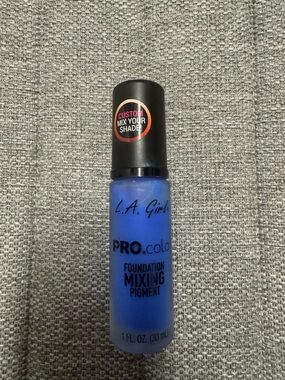 CUSTOM
MIX YOUR
SHADE!
L.A. Girl
PRO.color
FOUNDATION
MIXING
PIGMENT
1 FL. OZ. (30 mL)